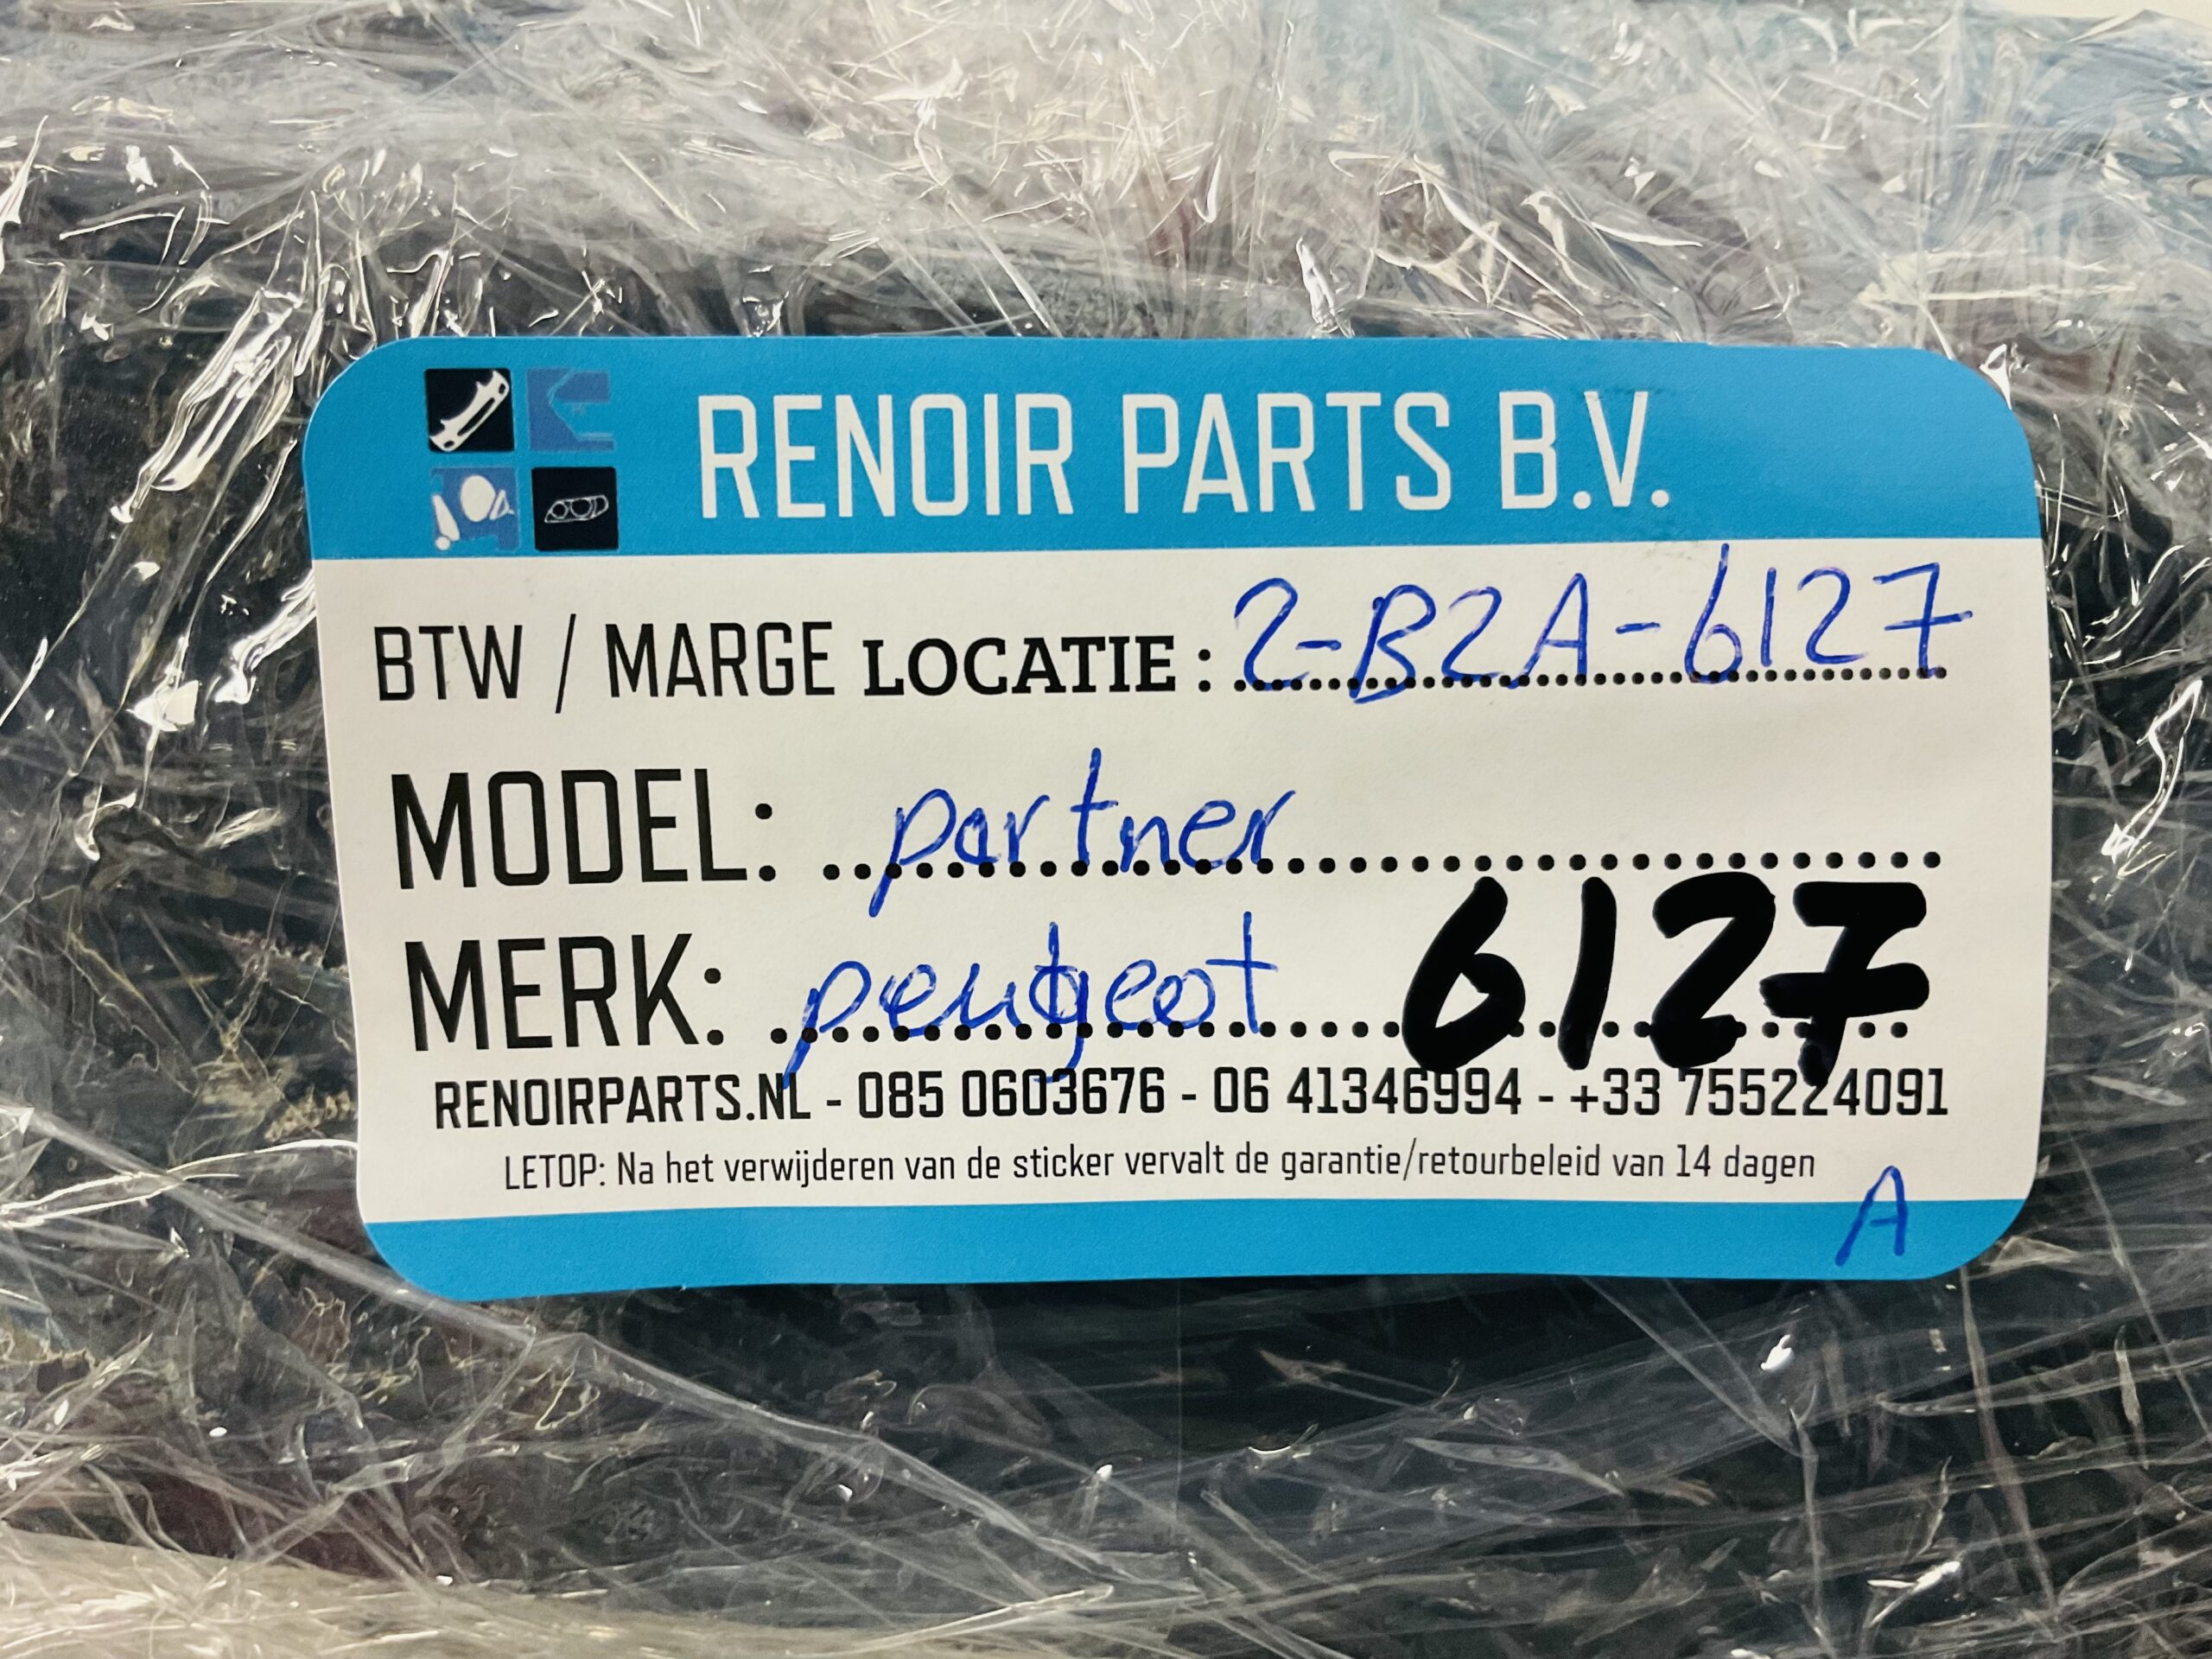 RENOIR PARTS B.V.
BTW / MARGE LOCATIE : 2-B2A-6127
MODEL: partner
MERK: peugeot 6127
RENOIRPARTS.NL - 085 0603676 - 06 41346994 - +33 755224091
LETOP: Na het verwijderen van de sticker vervalt de garantie/retourbeleid van 14 dagen
A